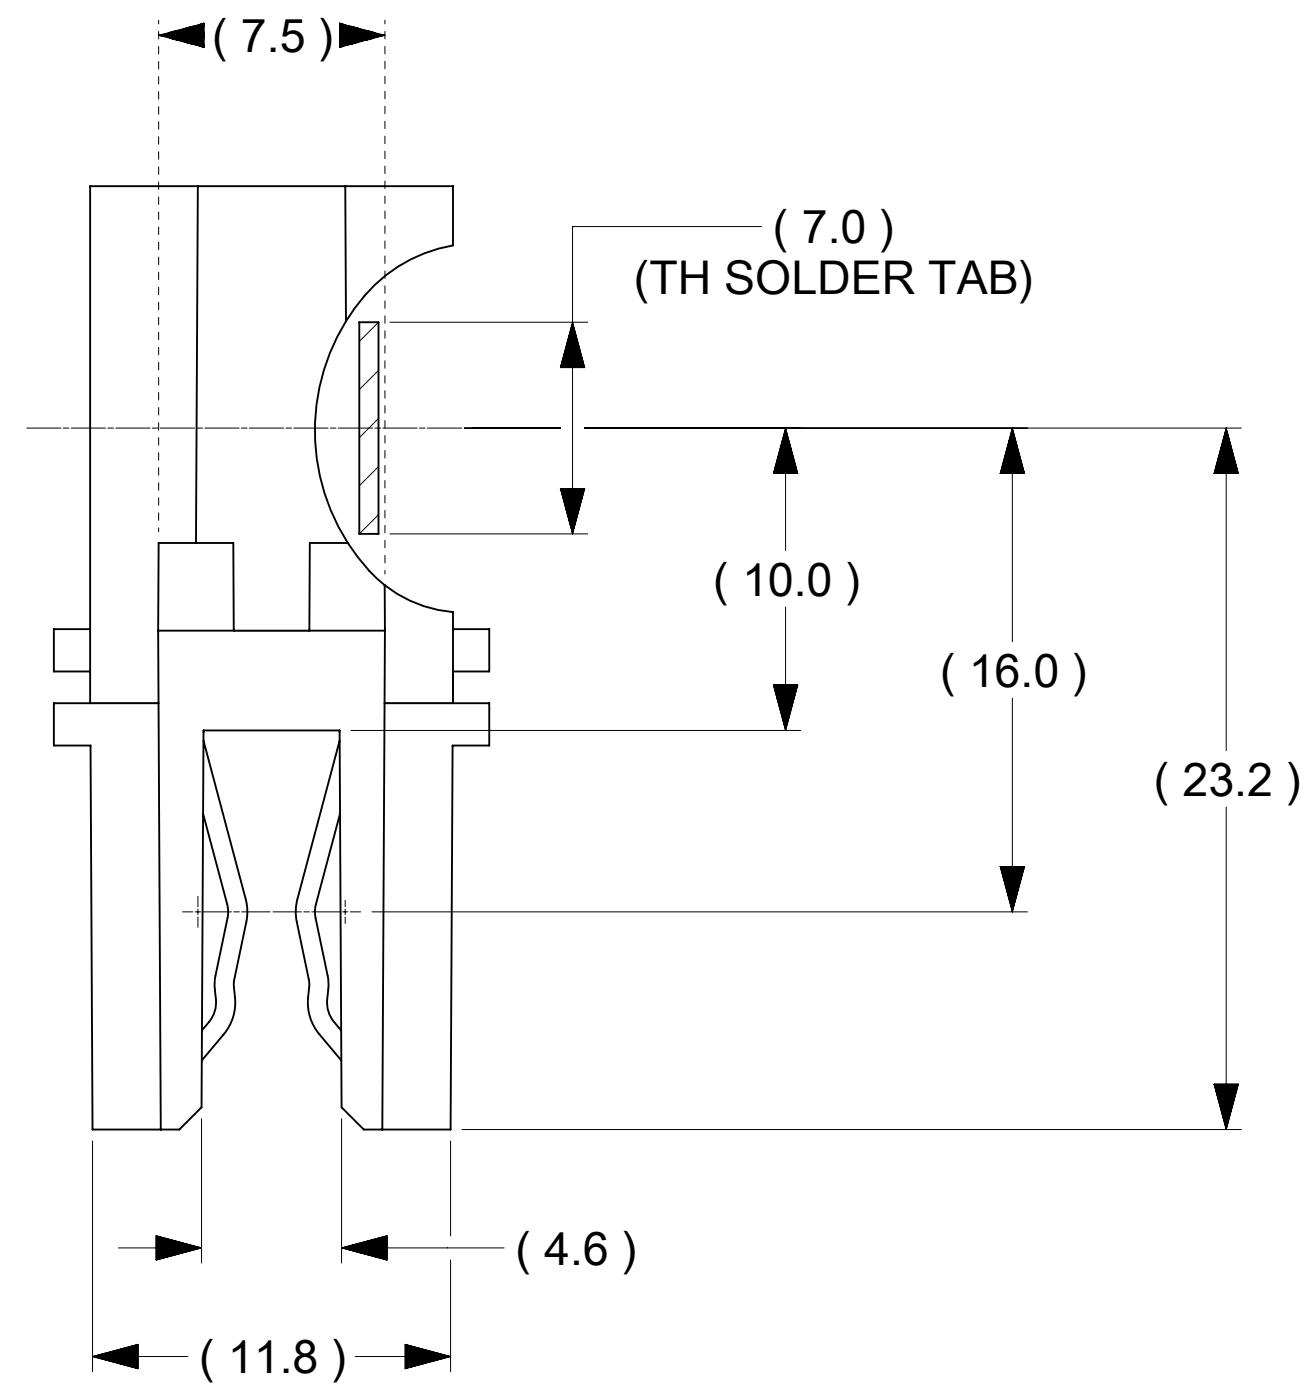 ( 7.5 )
( 7.0 )
(TH SOLDER TAB)
( 10.0 )
( 16.0 )
( 23.2 )
( 4.6 )
( 11.8 )